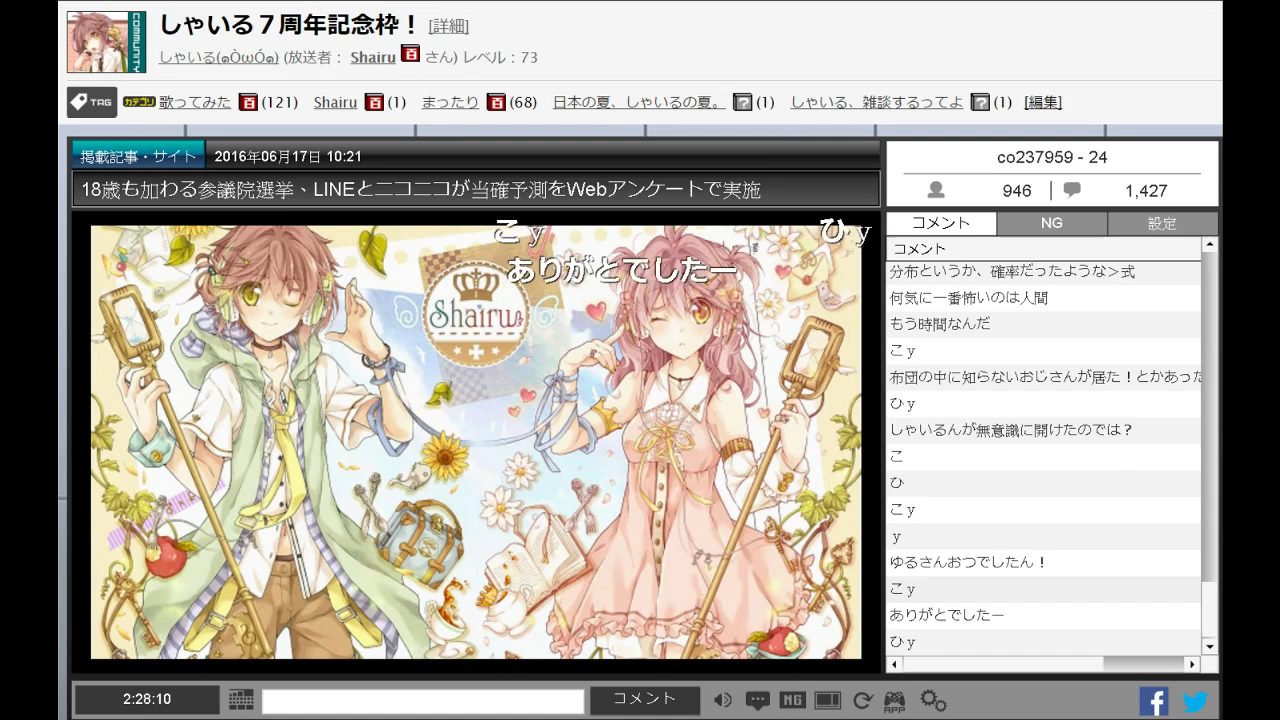 しゃいる７周年記念枠！ [詳細]
COMMUNITY
しゃいる(๑ÒωÓ๑) (放送者： Shairu 百 さん) レベル：73
TAG カテゴリ 歌ってみた 百 (121) Shairu 百 (1) まったり 百 (68) 日本の夏、しゃいるの夏。 ? (1) しゃいる、雑談するってよ ? (1) [編集]
掲載記事・サイト 2016年06月17日 10:21
18歳も加わる参議院選挙、LINEとニコニコが当確予測をWebアンケートで実施
こｙ
ひｙ
ありがとでしたー
Shairu
co237959 - 24
946 | 1,427
コメント NG 設定
コメント
分布というか、確率だったような＞式
何気に一番怖いのは人間
もう時間なんだ
こｙ
布団の中に知らないおじさんが居た！とかあった
ひｙ
しゃいるんが無意識に開けたのでは？
こ
ひ
こｙ
ｙ
ゆるさんおつでしたん！
こｙ
ありがとでしたー
ひｙ
2:28:10 コメント NG APP